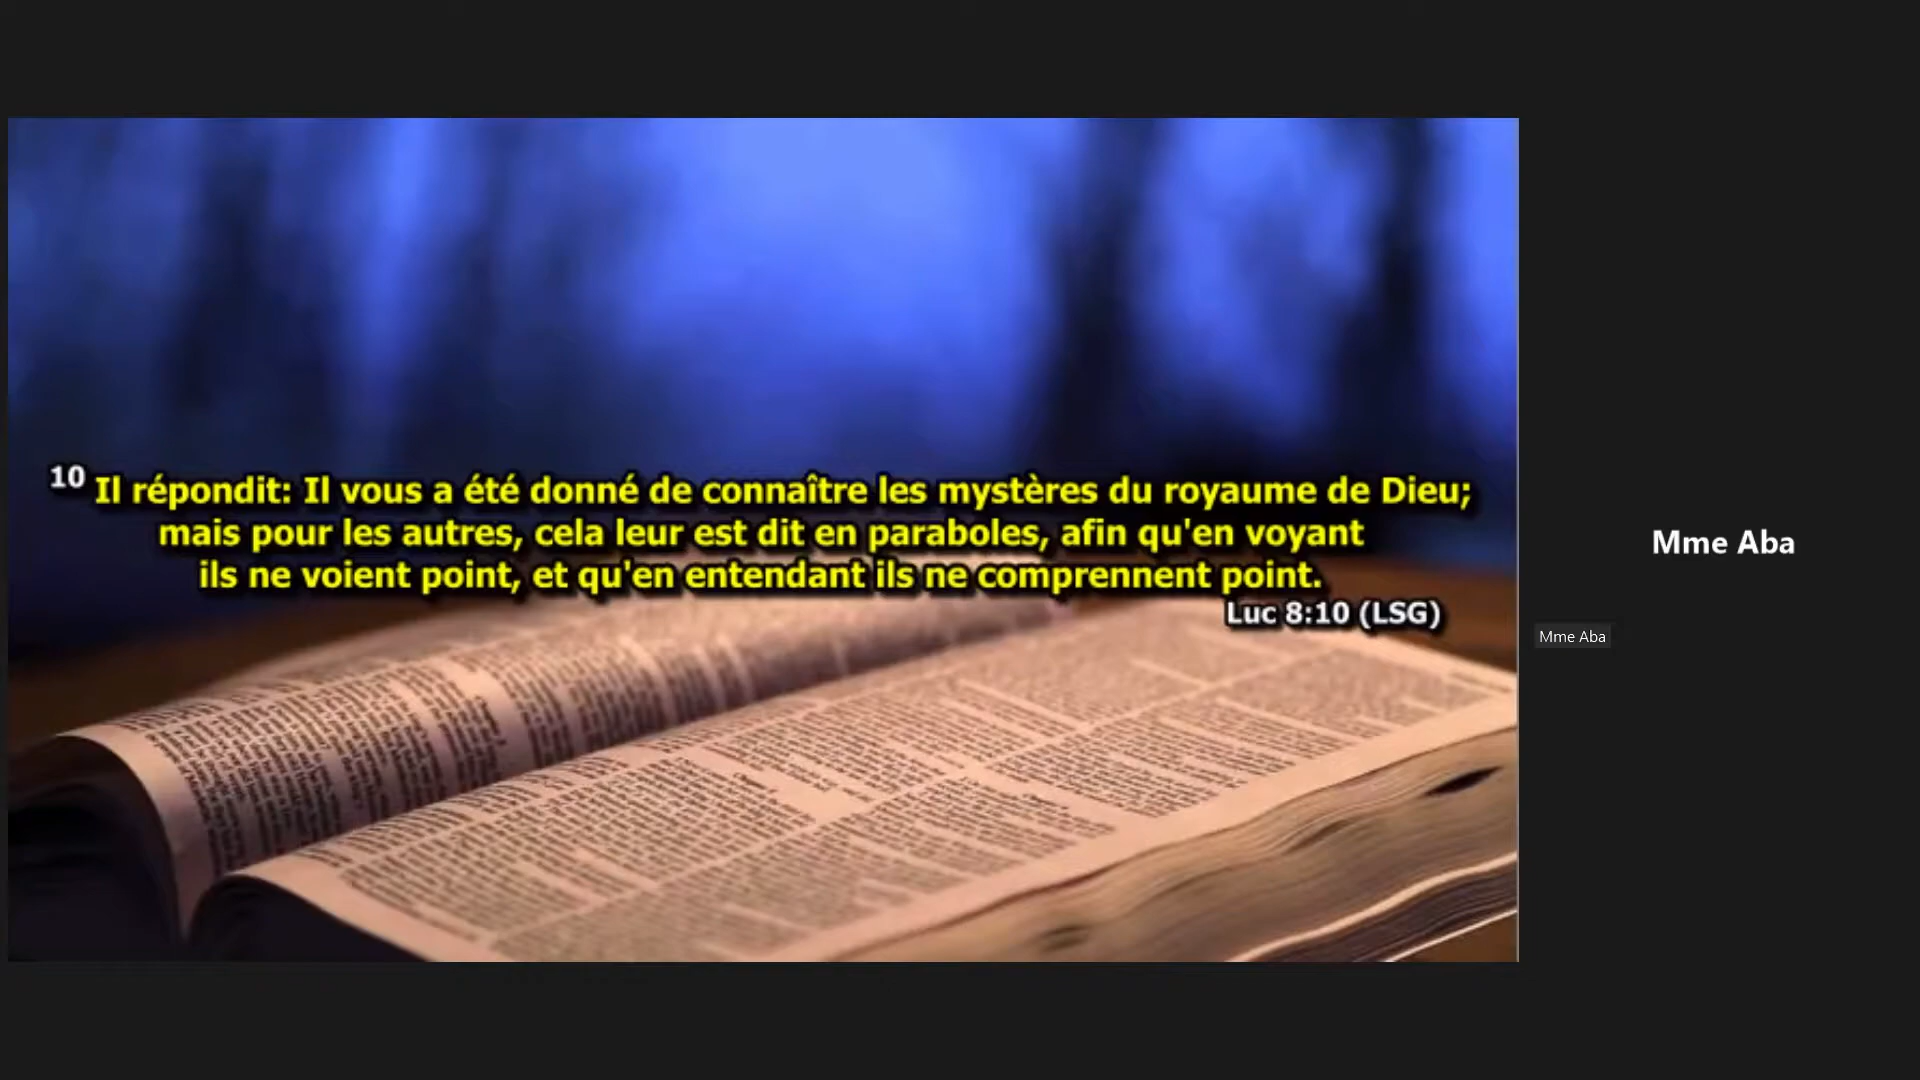 10 Il répondit: Il vous a été donné de connaître les mystères du royaume de Dieu;
mais pour les autres, cela leur est dit en paraboles, afin qu'en voyant
ils ne voient point, et qu'en entendant ils ne comprennent point.
Luc 8:10 (LSG)
Mme Aba
Mme Aba